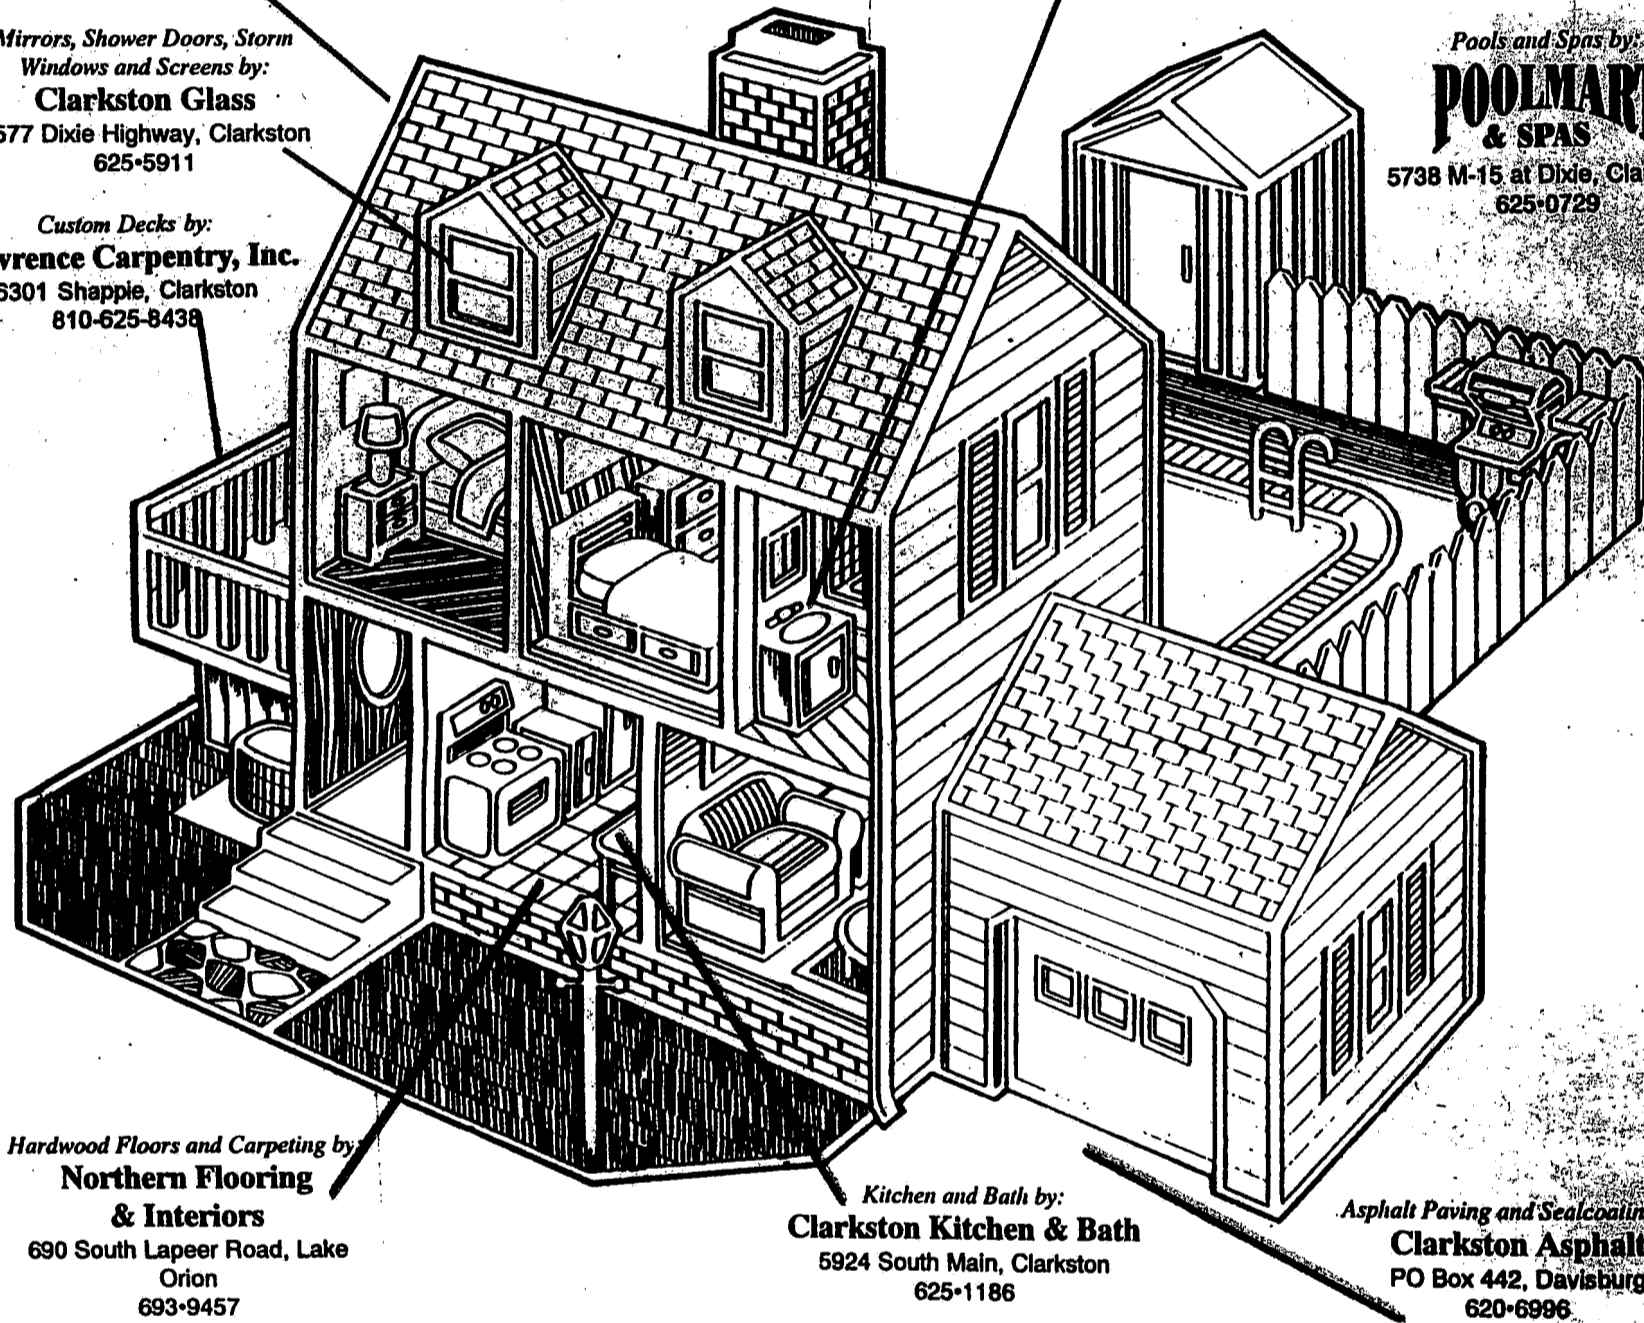 Mirrors, Shower Doors, Storm
Windows and Screens by:
Clarkston Glass
577 Dixie Highway, Clarkston
625•5911
Custom Decks by:
wrence Carpentry, Inc.
6301 Shappie, Clarkston
810-625-8438
Pools and Spas by:
POOLMART
& SPAS
5738 M-15 at Dixie, Cla
625•0729
Hardwood Floors and Carpeting by:
Northern Flooring
& Interiors
690 South Lapeer Road, Lake
Orion
693•9457
Kitchen and Bath by:
Clarkston Kitchen & Bath
5924 South Main, Clarkston
625•1186
Asphalt Paving and Sealcoatin
Clarkston Asphalt
PO Box 442, Davisburg
620•6996